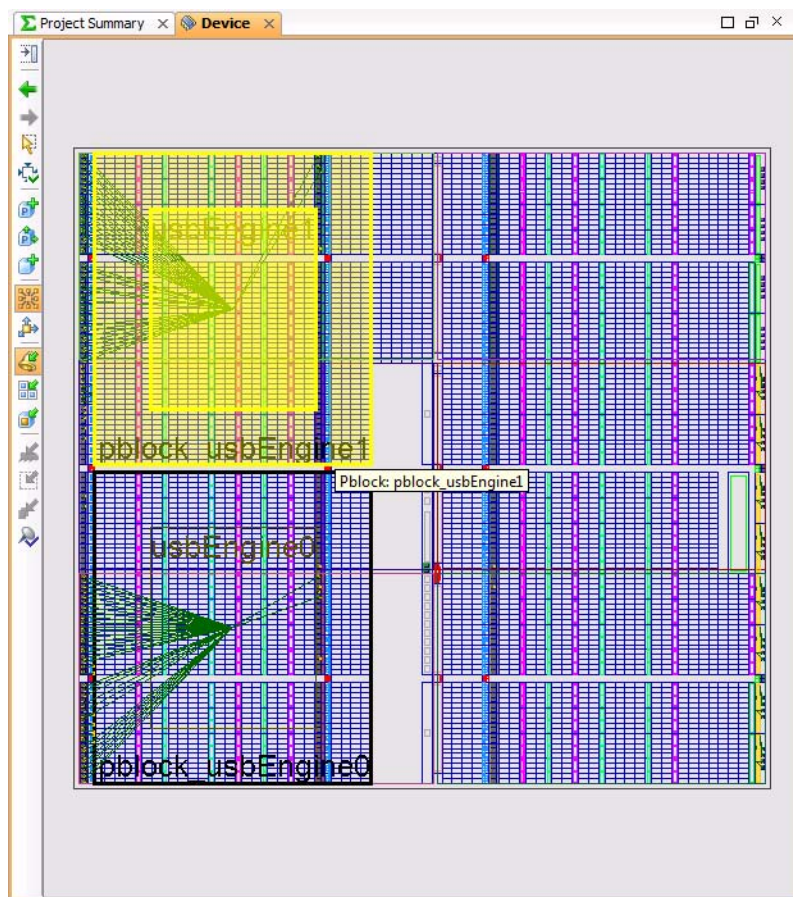 Project Summary
Device
usbEngine1
pblock_usbEngine1
Pblock: pblock_usbEngine1
usbEngine0
pblock_usbEngine0